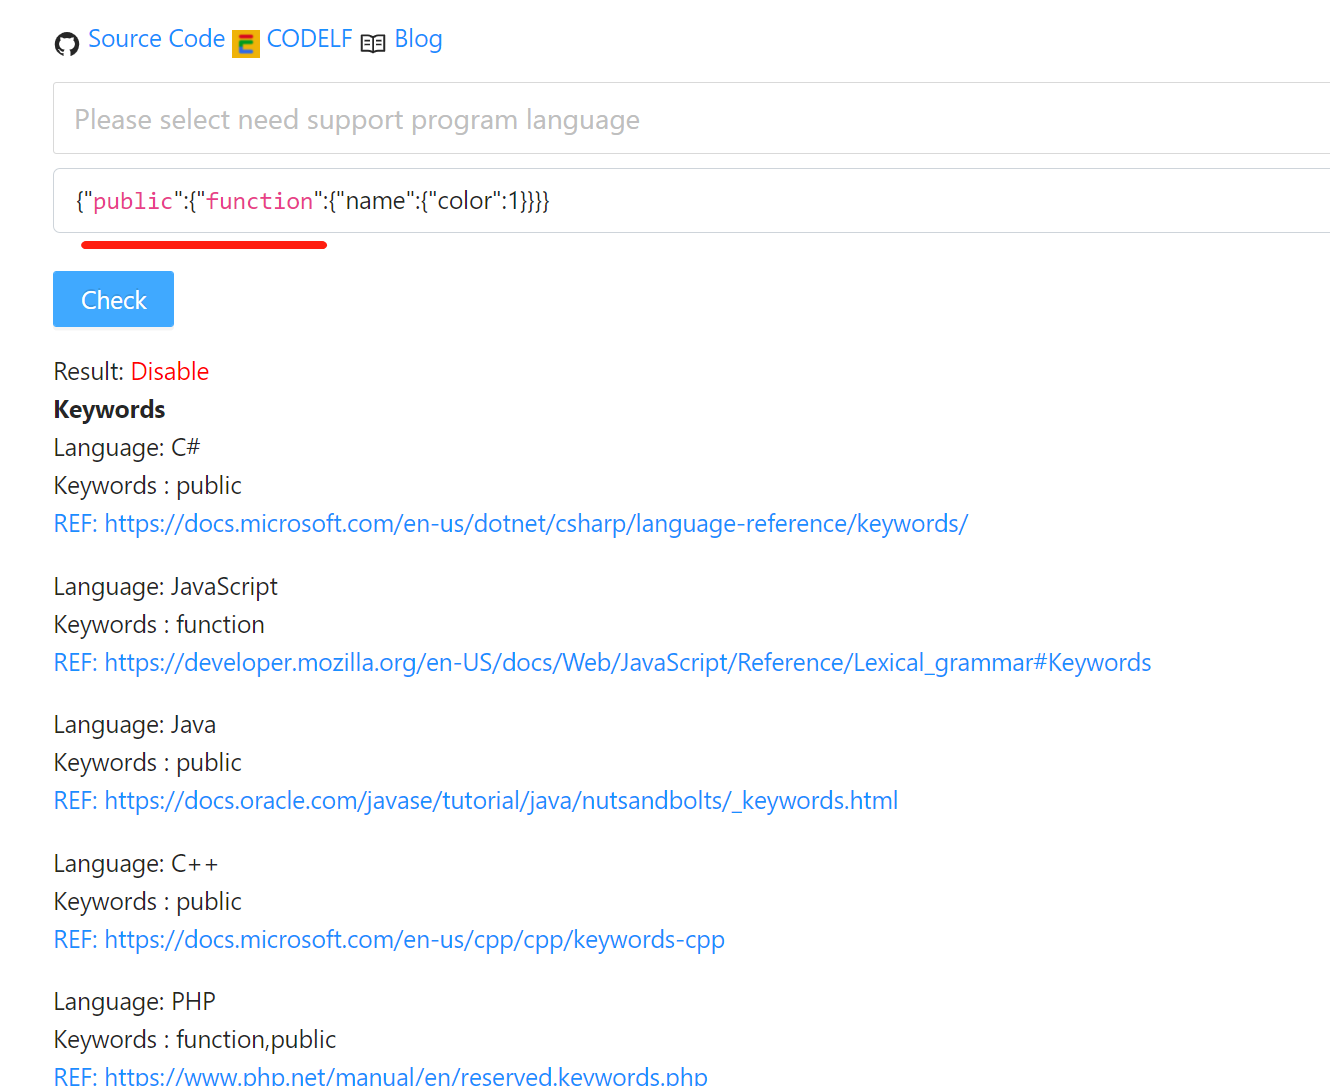 Source Code CODELF Blog
Please select need support program language
{"public":{"function":{"name":{"color":1}}}}
Check
Result: Disable
Keywords
Language: C#
Keywords : public
REF: https://docs.microsoft.com/en-us/dotnet/csharp/language-reference/keywords/
Language: JavaScript
Keywords : function
REF: https://developer.mozilla.org/en-US/docs/Web/JavaScript/Reference/Lexical_grammar#Keywords
Language: Java
Keywords : public
REF: https://docs.oracle.com/javase/tutorial/java/nutsandbolts/_keywords.html
Language: C++
Keywords : public
REF: https://docs.microsoft.com/en-us/cpp/cpp/keywords-cpp
Language: PHP
Keywords : function,public
REF: https://www.php.net/manual/en/reserved.keywords.php